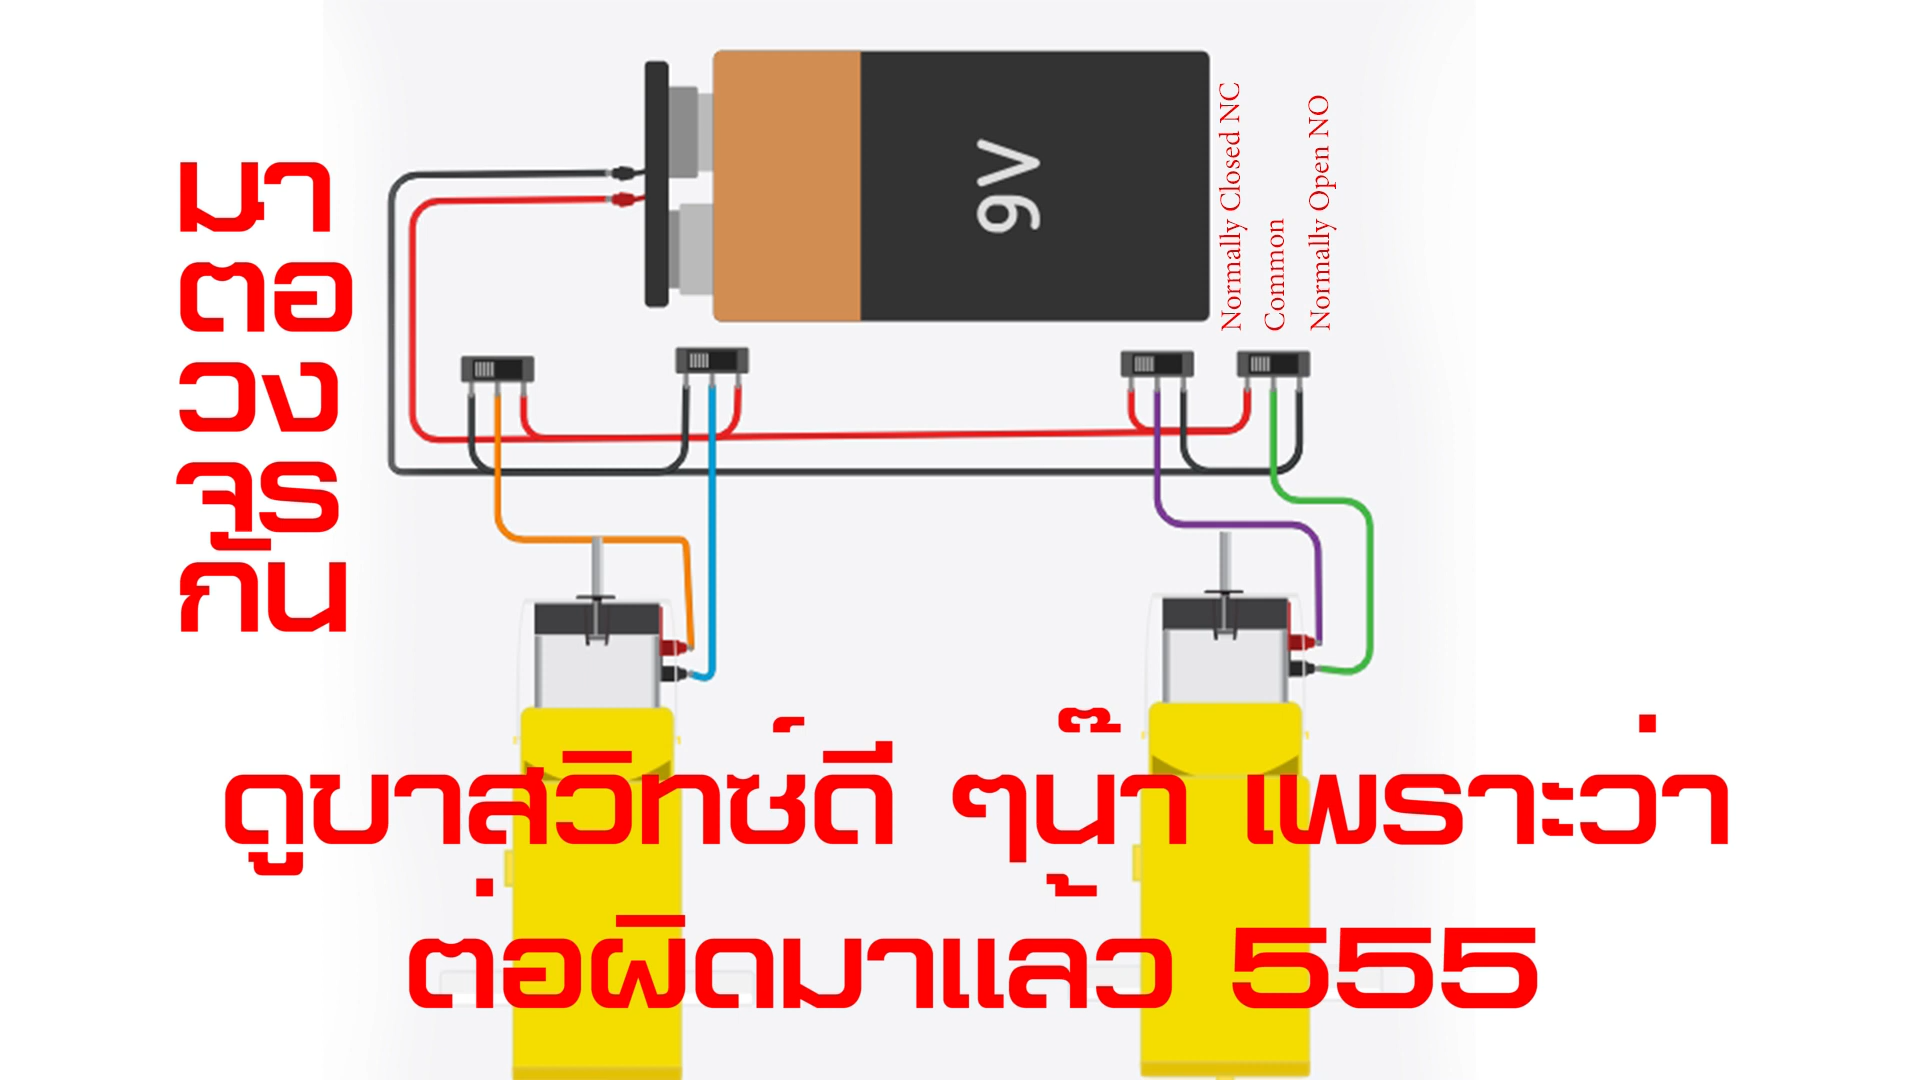 มา
ตอ
วง
จร
กัน
9V
Normally Closed NC
Common
Normally Open NO
ดูขาสวิทซ์ดี ๆน๊า เพราะว่า
ต่อผิดมาแล้ว 555